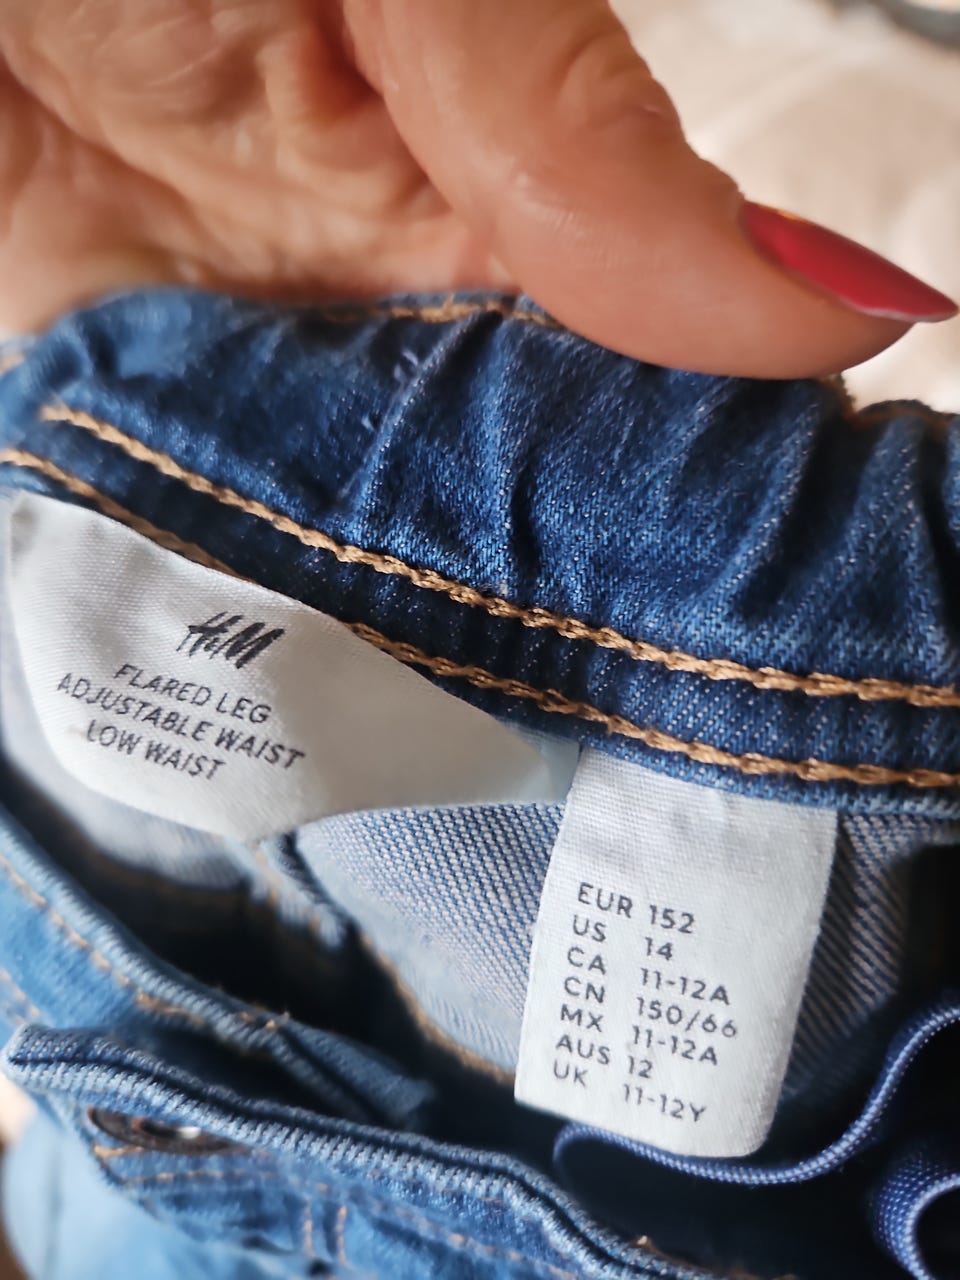 H&M
FLARED LEG
ADJUSTABLE WAIST
LOW WAIST
EUR 152
US 14
CA 11-12A
CN 150/66
MX 11-12A
AUS 12
UK 11-12Y